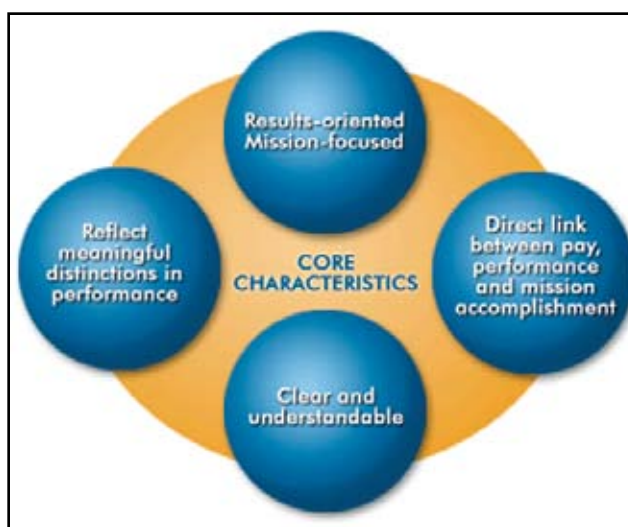 Results-oriented
Mission-focused
Reflect
meaningful
distinctions in
performance
CORE
CHARACTERISTICS
Direct link
between pay,
performance
and mission
accomplishment
Clear and
understandable